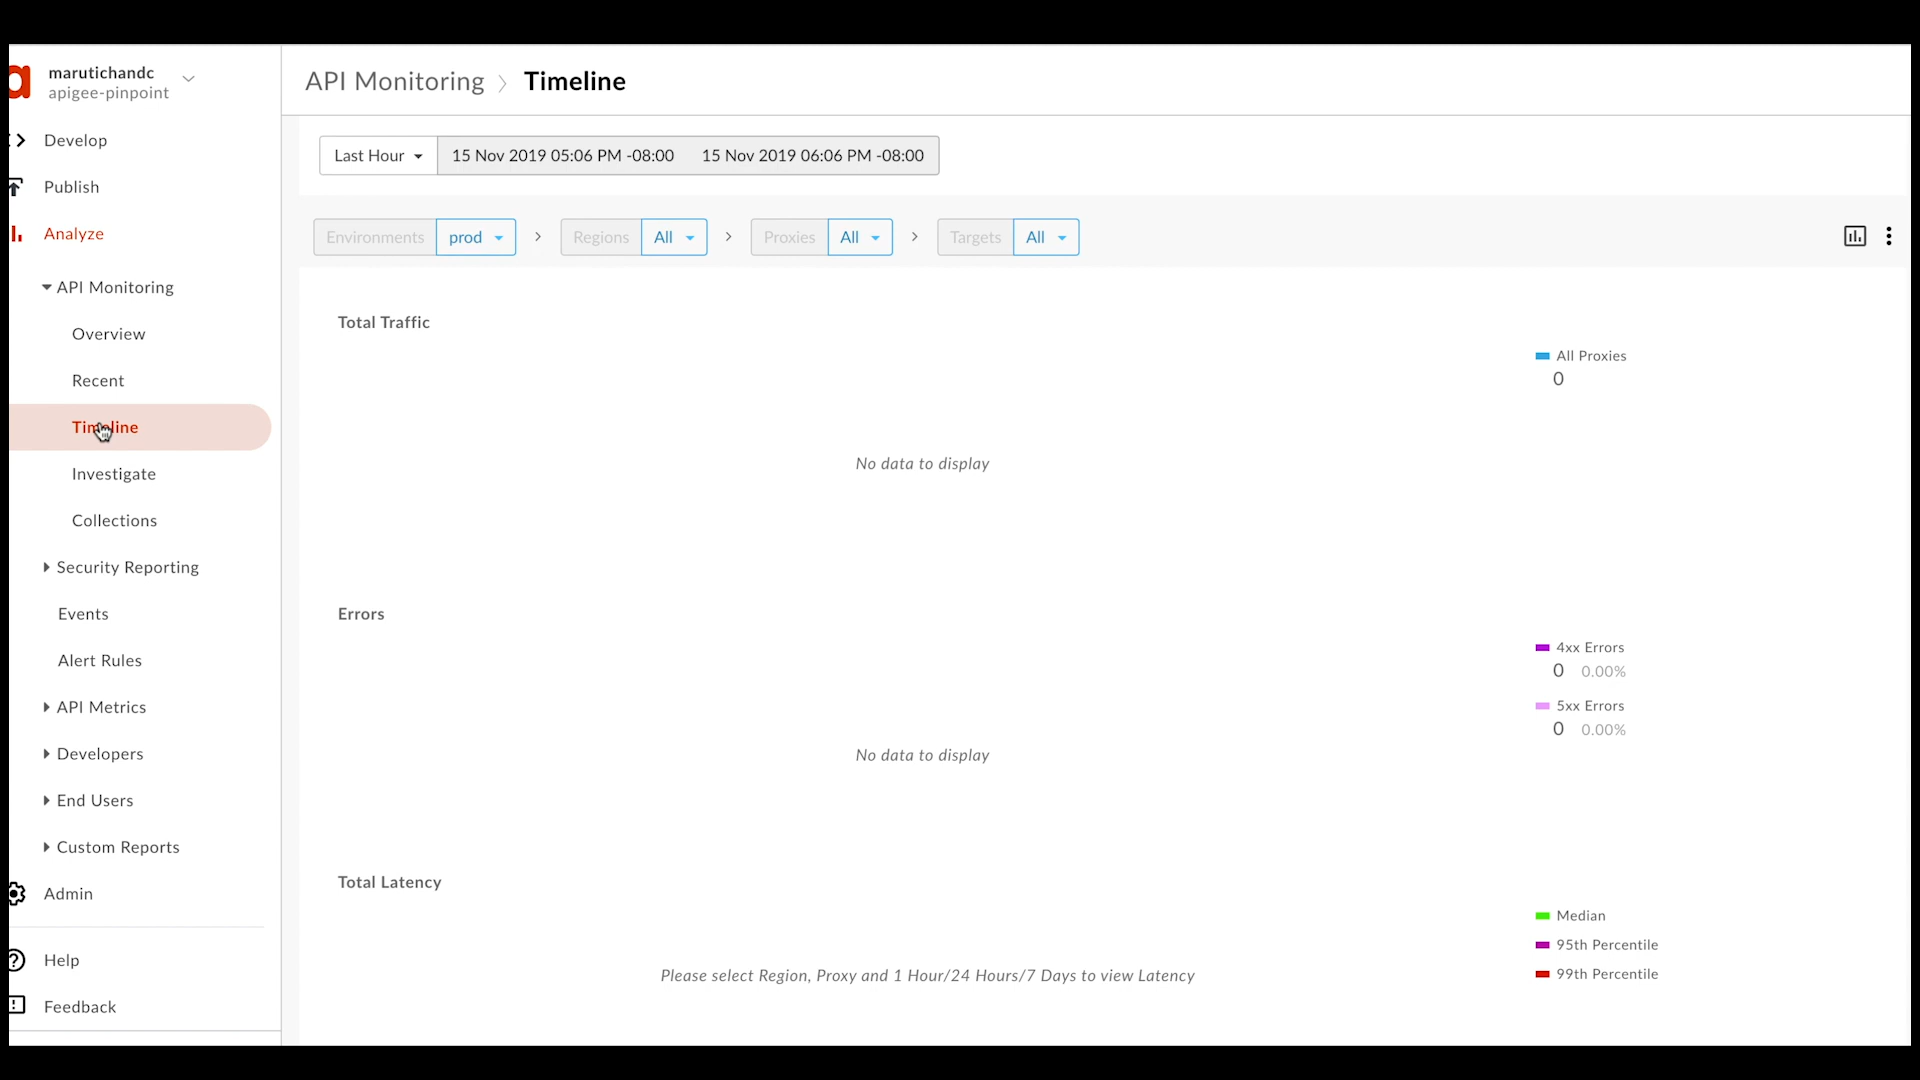 marutichandc
apigee-pinpoint
Develop
Publish
Analyze
API Monitoring
Overview
Recent
Timeline
Investigate
Collections
Security Reporting
Events
Alert Rules
API Metrics
Developers
End Users
Custom Reports
Admin
Help
Feedback
API Monitoring > Timeline
Last Hour 15 Nov 2019 05:06 PM -08:00 15 Nov 2019 06:06 PM -08:00
Environments prod > Regions All > Proxies All > Targets All
Total Traffic
All Proxies
0
No data to display
Errors
4xx Errors
0 0.00%
5xx Errors
0 0.00%
No data to display
Total Latency
Median
95th Percentile
99th Percentile
Please select Region, Proxy and 1 Hour/24 Hours/7 Days to view Latency